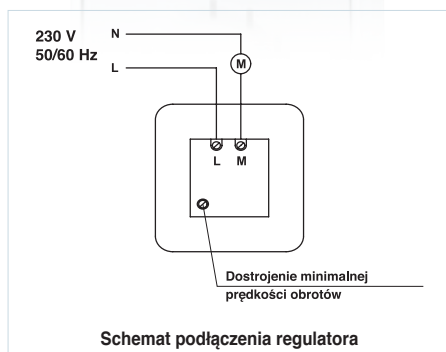 230 V
50/60 Hz
N
L
M
L M
Dostrojenie minimalnej
prędkości obrotów
Schemat podłączenia regulatora